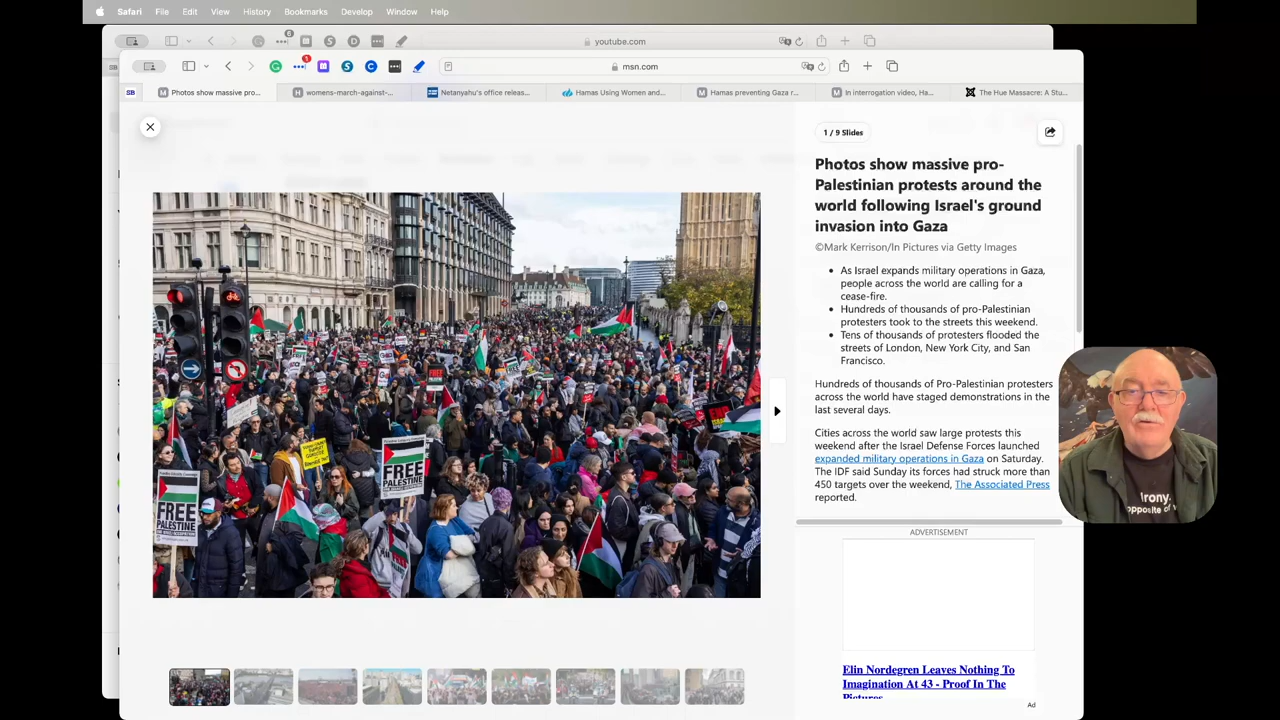 Safari File Edit View History Bookmarks Develop Window Help
6
youtube.com
1
msn.com
Photos show massive pro...
womens-march-against-...
Netanyahu's office releas...
Hamas Using Women and...
Hamas preventing Gaza r...
In interrogation video, Ha...
The Hue Massacre: A Stu...
1 / 9 Slides
Photos show massive pro-
Palestinian protests around the
world following Israel's ground
invasion into Gaza
©Mark Kerrison/In Pictures via Getty Images
As Israel expands military operations in Gaza,
people across the world are calling for a
cease-fire.
Hundreds of thousands of pro-Palestinian
protesters took to the streets this weekend.
Tens of thousands of protesters flooded the
streets of London, New York City, and San
Francisco.
Hundreds of thousands of Pro-Palestinian protesters
across the world have staged demonstrations in the
last several days.
Cities across the world saw large protests this
weekend after the Israel Defense Forces launched
expanded military operations in Gaza on Saturday.
The IDF said Sunday its forces had struck more than
450 targets over the weekend, The Associated Press
reported.
FREE
PALESTINE
FREE
PALESTINE
Irony.
opposite of
ADVERTISEMENT
Elin Nordegren Leaves Nothing To
Imagination At 43 - Proof In The
Pictures
Ad